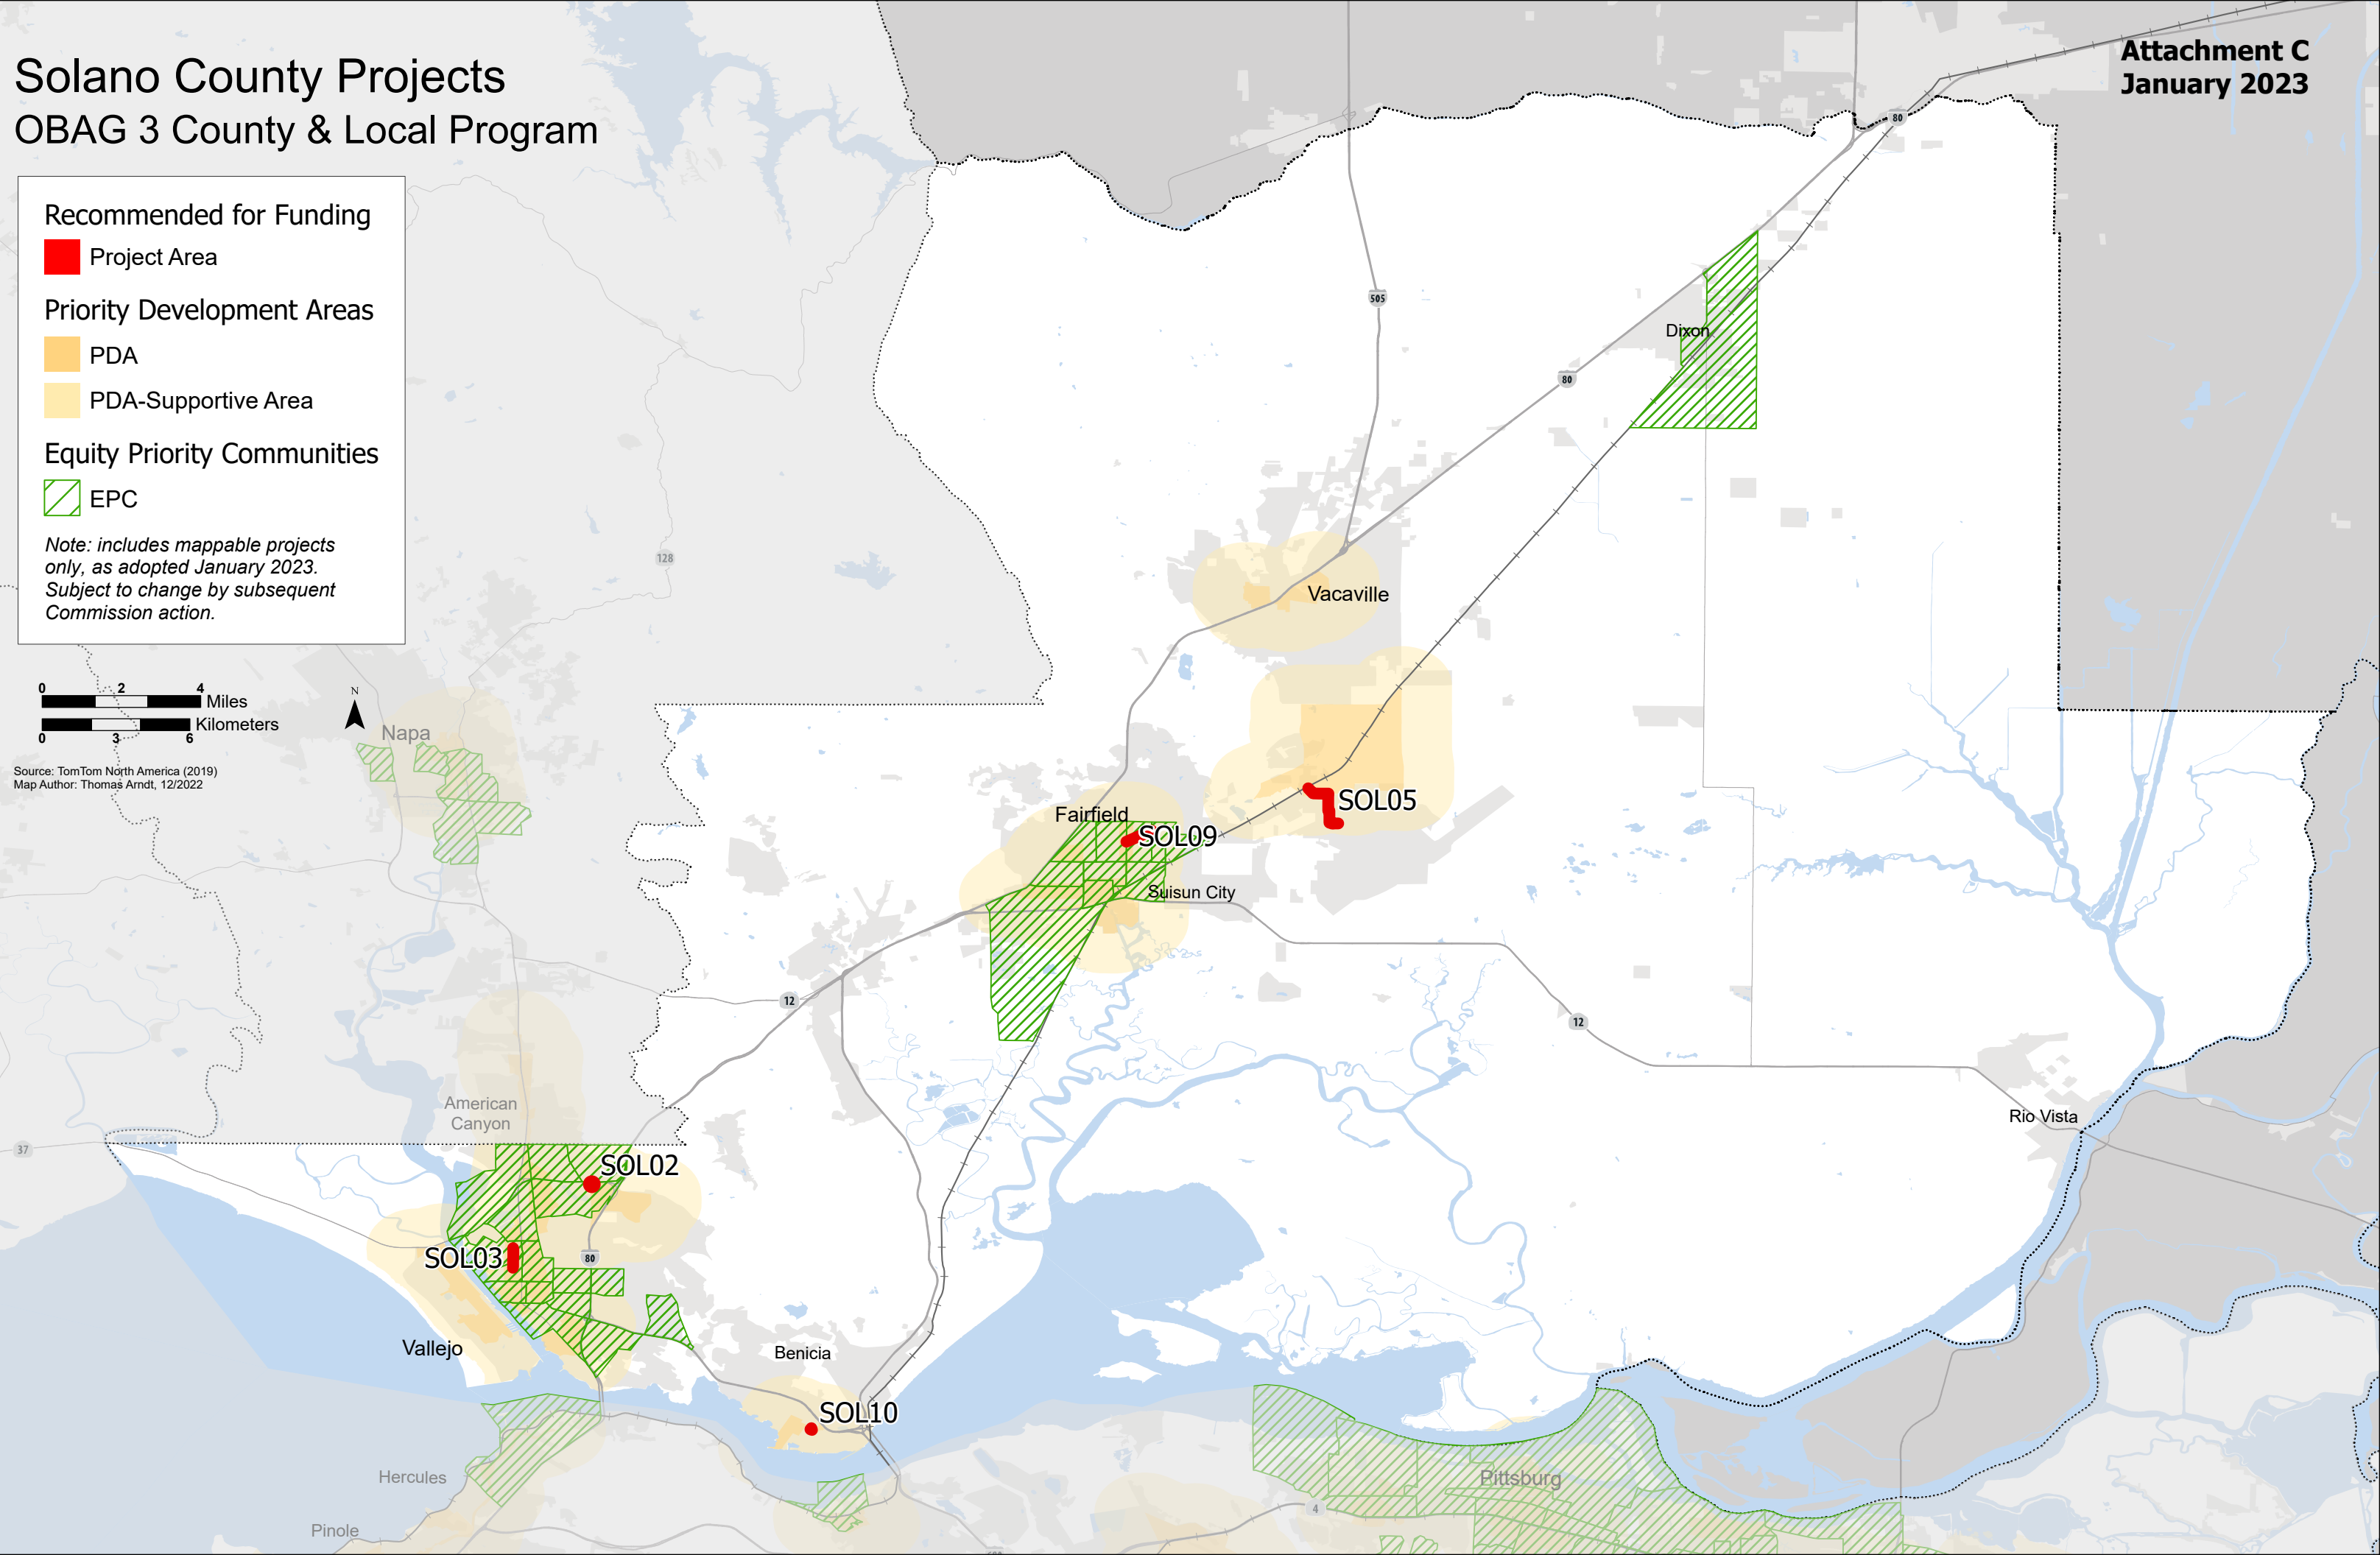 Solano County Projects
OBAG 3 County & Local Program
Attachment C
January 2023
Recommended for Funding
Project Area
Priority Development Areas
PDA
PDA-Supportive Area
Equity Priority Communities
EPC
Note: includes mappable projects
only, as adopted January 2023.
Subject to change by subsequent
Commission action.
0 2 4
Miles
Kilometers
0 3 6
N
Source: TomTom North America (2019)
Map Author: Thomas Arndt, 12/2022
80
505
Dixon
80
128
Vacaville
Napa
SOL05
Fairfield
SOL09
Suisun City
12
12
American
Canyon
Rio Vista
37
SOL02
SOL03
80
Vallejo
Benicia
SOL10
Hercules
Pittsburg
4
Pinole